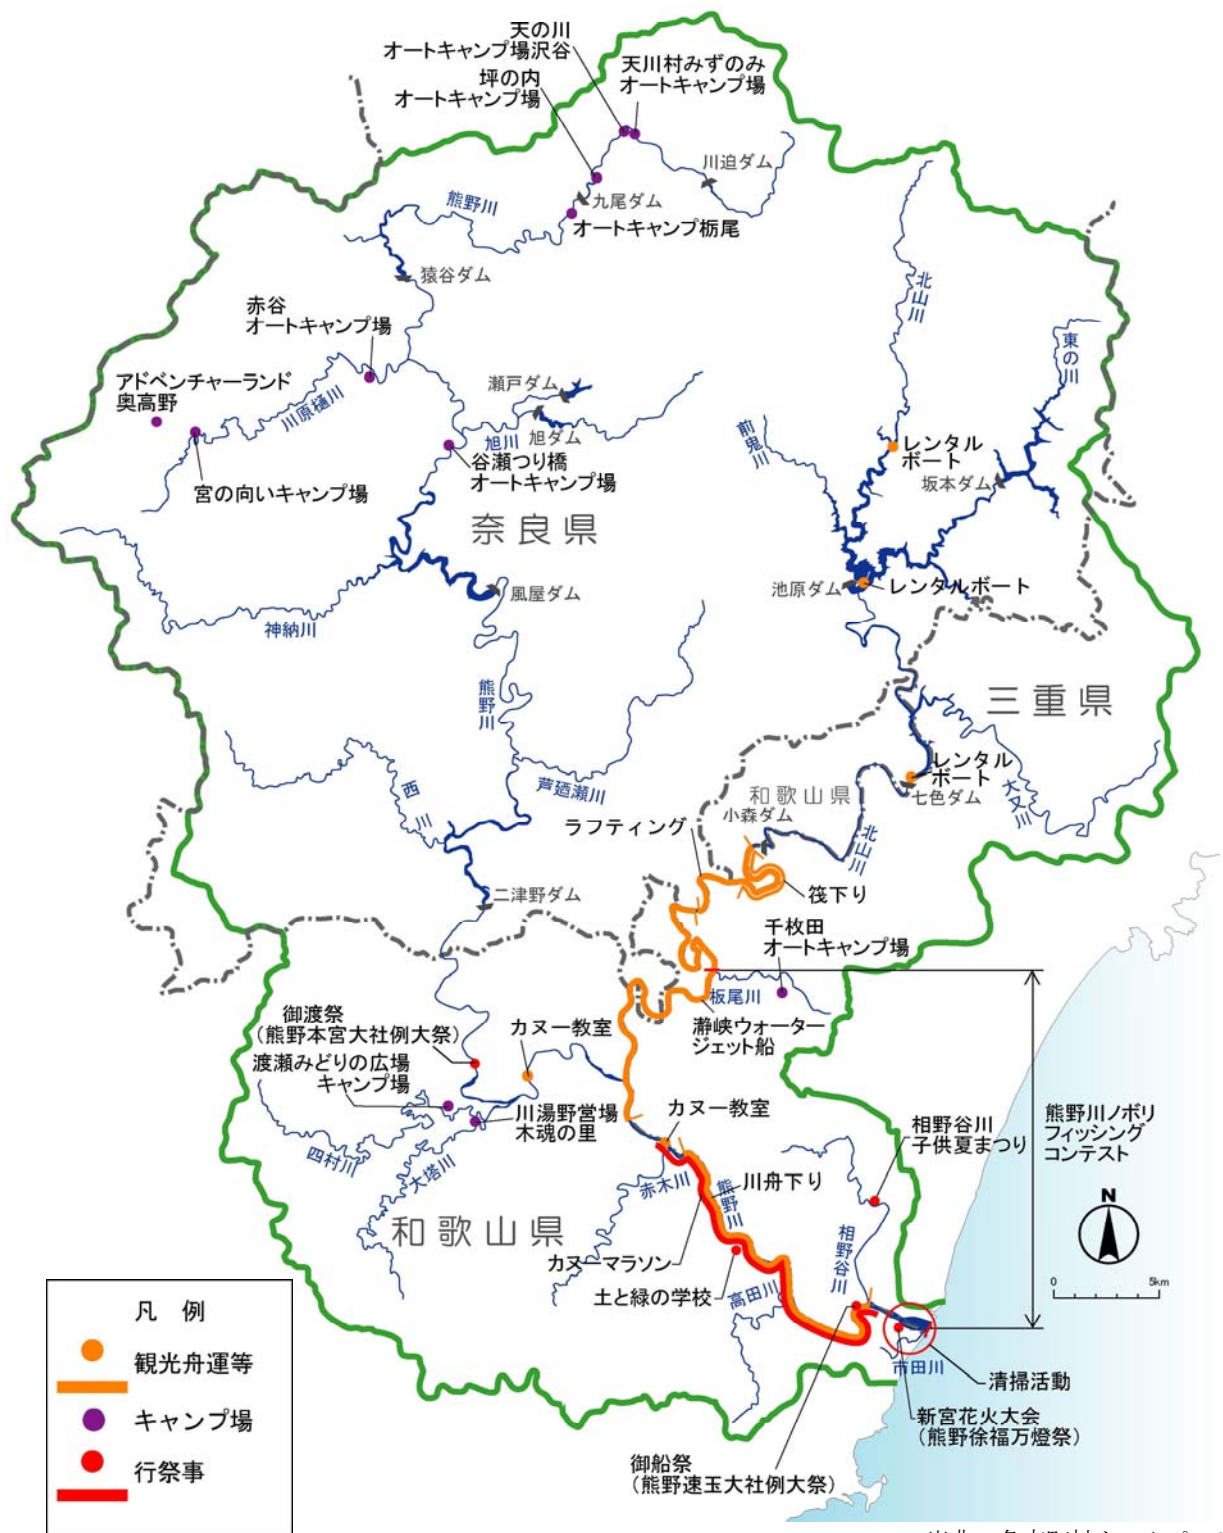 天の川
オートキャンプ場沢谷
坪の内
オートキャンプ場
天川村みずのみ
オートキャンプ場
川迫ダム
九尾ダム
熊野川
オートキャンプ栃尾
猿谷ダム
赤谷
オートキャンプ場
北山川
東の川
アドベンチャーランド
奥高野
川原樋川
瀬戸ダム
旭川
旭ダム
前鬼川
レンタル
ボート
坂本ダム
宮の向いキャンプ場
谷瀬つり橋
オートキャンプ場
奈良県
風屋ダム
池原ダム
レンタルボート
神納川
熊野川
三重県
西川
芦廼瀬川
レンタル
ボート
七色ダム
大又川
和歌山県
小森ダム
北山川
ラフティング
筏下り
二津野ダム
千枚田
オートキャンプ場
板尾川
瀞峡ウォーター
ジェット船
御渡祭
(熊野本宮大社例大祭)
カヌー教室
渡瀬みどりの広場
キャンプ場
川湯野営場
木魂の里
カヌー教室
相野谷川
子供夏まつり
熊野川ノボリ
フィッシング
コンテスト
四村川
大塔川
赤木川
熊野川
川舟下り
和歌山県
カヌーマラソン
相野谷川
N
土と緑の学校
高田川
0 5km
凡 例
観光舟運等
キャンプ場
行祭事
市田川
清掃活動
新宮花火大会
(熊野徐福万燈祭)
御船祭
(熊野速玉大社例大祭)